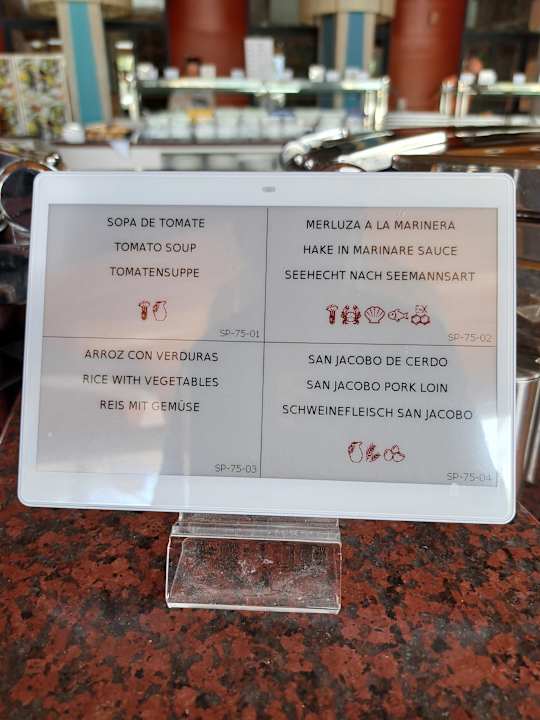 SOPA DE TOMATE
TOMATO SOUP
TOMATENSUPPE
SP-75-01
MERLUZA A LA MARINERA
HAKE IN MARINARE SAUCE
SEEHECHT NACH SEEMANNSART
SP-75-02
ARROZ CON VERDURAS
RICE WITH VEGETABLES
REIS MIT GEMÜSE
SP-75-03
SAN JACOBO DE CERDO
SAN JACOBO PORK LOIN
SCHWEINEFLEISCH SAN JACOBO
SP-75-04